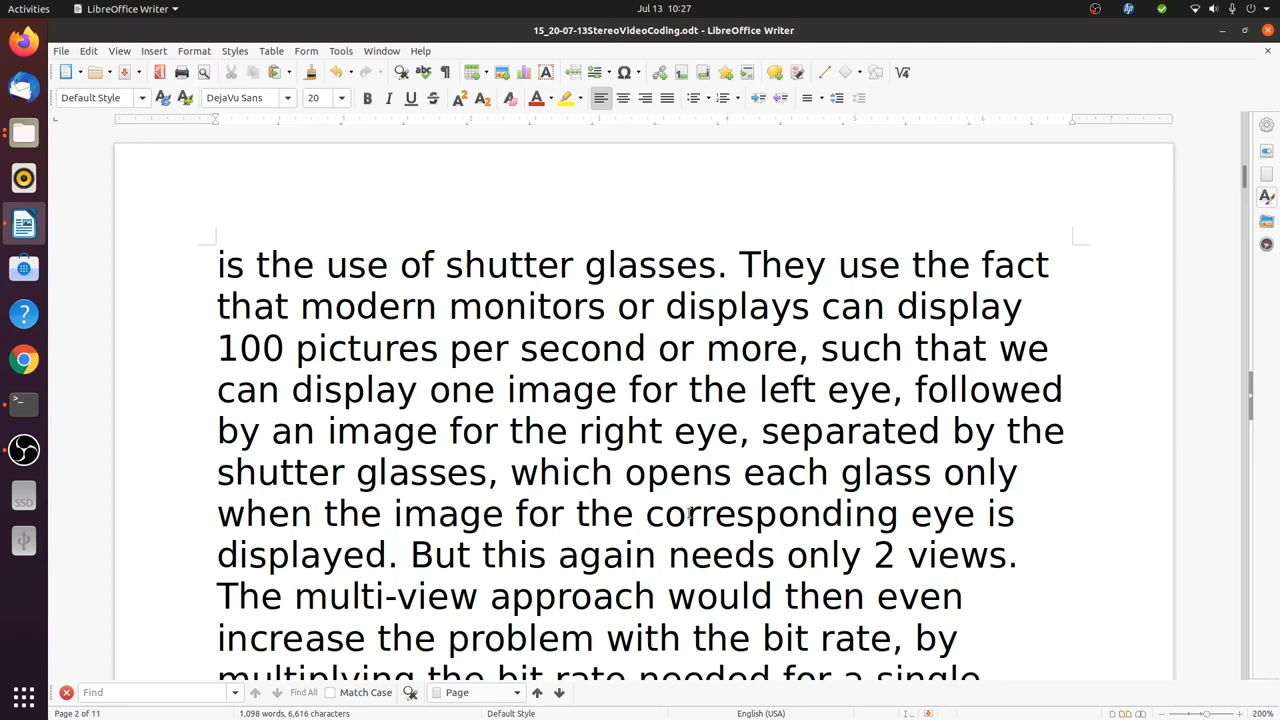 Activities
LibreOffice Writer
Jul 13 10:27
15_20-07-13StereoVideoCoding.odt - LibreOffice Writer
File Edit View Insert Format Styles Table Form Tools Window Help
Default Style DejaVu Sans 20
is the use of shutter glasses. They use the fact
that modern monitors or displays can display
100 pictures per second or more, such that we
can display one image for the left eye, followed
by an image for the right eye, separated by the
shutter glasses, which opens each glass only
when the image for the corresponding eye is
displayed. But this again needs only 2 views.
The multi-view approach would then even
increase the problem with the bit rate, by
multiplying the bit rate needed for a single
Find Find All Match Case Page
Page 2 of 11 1,098 words, 6,616 characters Default Style English (USA) 200%